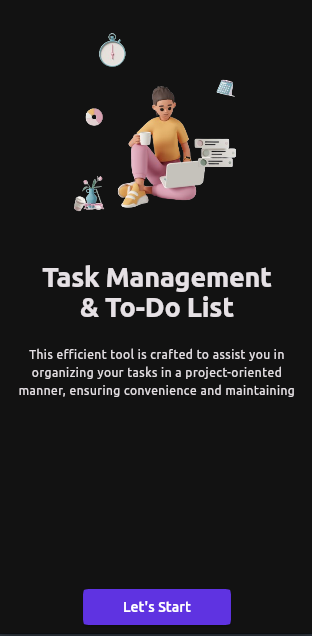 Task Management
& To-Do List
This efficient tool is crafted to assist you in
organizing your tasks in a project-oriented
manner, ensuring convenience and maintaining
Let's Start